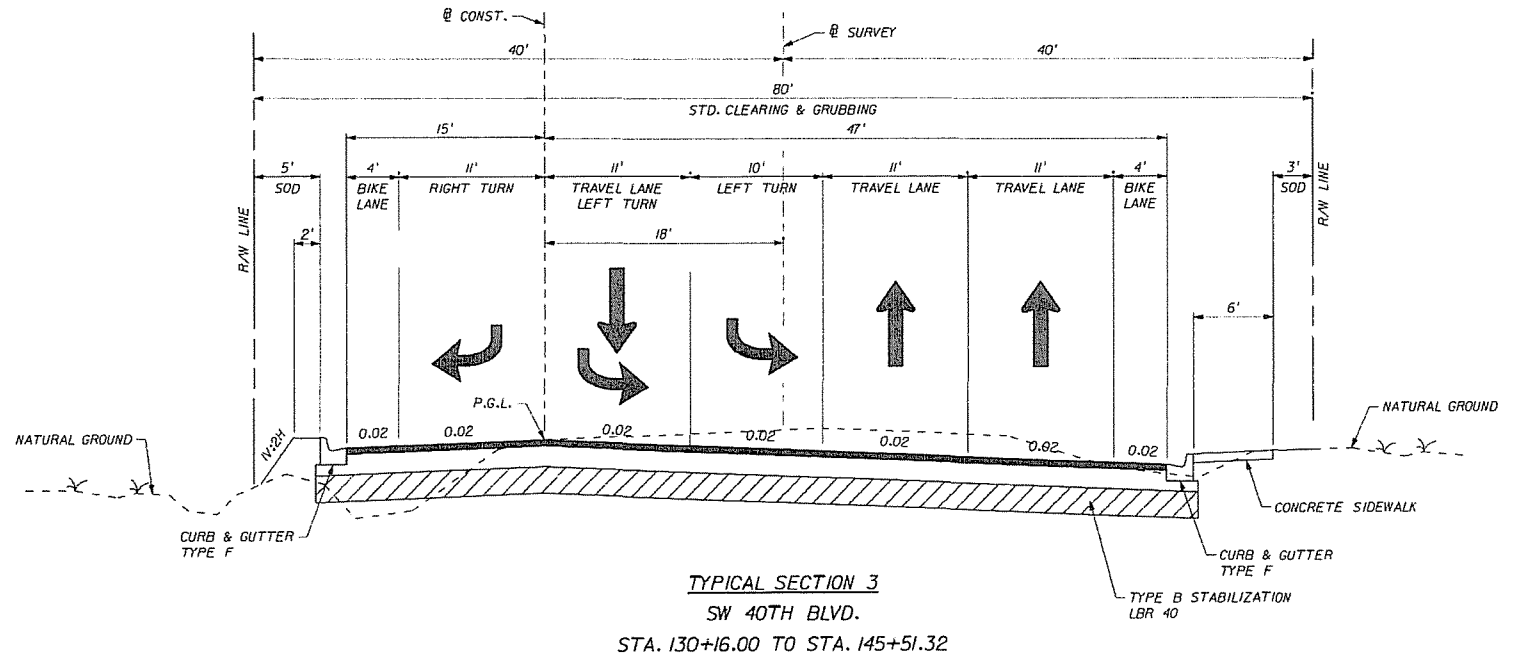 ℄ CONST.
℄ SURVEY
40'
40'
80'
STD. CLEARING & GRUBBING
15'
47'
5'
SOD
4'
BIKE
LANE
11'
RIGHT TURN
11'
TRAVEL LANE
LEFT TURN
10'
LEFT TURN
11'
TRAVEL LANE
11'
TRAVEL LANE
4'
BIKE
LANE
3'
SOD
R/W LINE
R/W LINE
2'
18'
6'
P.G.L.
NATURAL GROUND
NATURAL GROUND
1V:2H
0.02
0.02
0.02
0.02
0.02
0.02
0.02
CURB & GUTTER
TYPE F
CONCRETE SIDEWALK
CURB & GUTTER
TYPE F
TYPE B STABILIZATION
LBR 40
TYPICAL SECTION 3
SW 40TH BLVD.
STA. 130+16.00 TO STA. 145+51.32